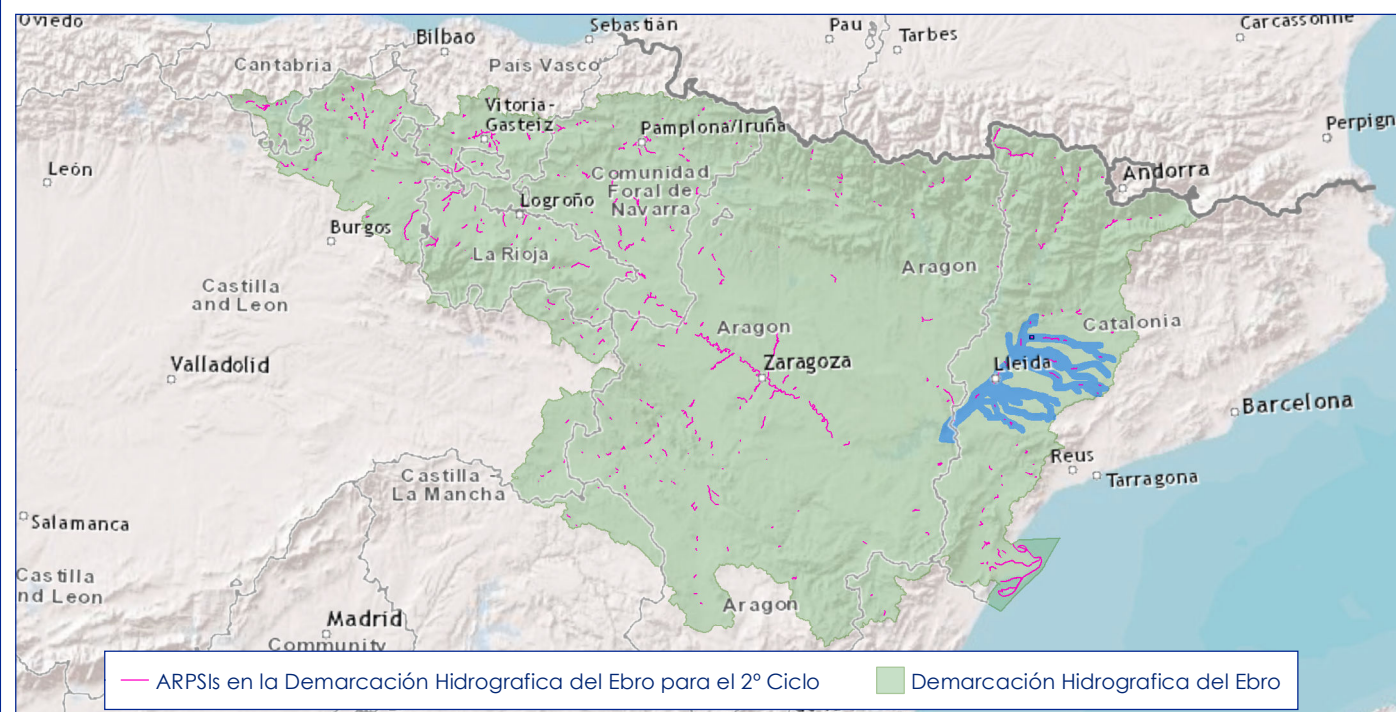 Oviedo
Sebastián
Pau
Carcassonne
Bilbao
Tarbes
Cantabria
País Vasco
Vitoria-
Gasteiz
Pamplona/Iruña
Perpign
León
Comunidad
Foral de
Navarra
Andorra
Logroño
Burgos
La Rioja
Aragon
Castilla
and Leon
Aragon
Catalonia
Valladolid
Zaragoza
Lleida
Barcelona
Reus
Castilla
La Mancha
Tarragona
Salamanca
Castilla
nd Leon
Aragon
Madrid
Community
ARPSIs en la Demarcación Hidrografica del Ebro para el 2º Ciclo
Demarcación Hidrografica del Ebro